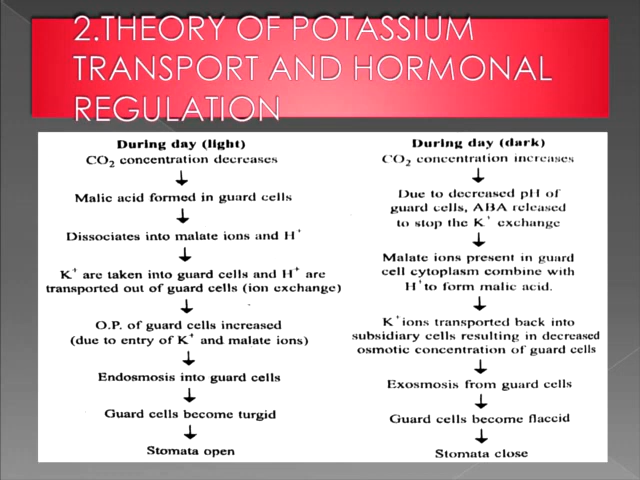 2.THEORY OF POTASSIUM
TRANSPORT AND HORMONAL
REGULATION
During day (light)
CO₂ concentration decreases
Malic acid formed in guard cells
Dissociates into malate ions and H⁺
K⁺ are taken into guard cells and H⁺ are
transported out of guard cells (ion exchange)
O.P. of guard cells increased
(due to entry of K⁺ and malate ions)
Endosmosis into guard cells
Guard cells become turgid
Stomata open
During day (dark)
CO₂ concentration increases
Due to decreased pH of
guard cells, ABA released
to stop the K⁺ exchange
Malate ions present in guard
cell cytoplasm combine with
H⁺to form malic acid.
K⁺ions transported back into
subsidiary cells resulting in decreased
osmotic concentration of guard cells
Exosmosis from guard cells
Guard cells become flaccid
Stomata close